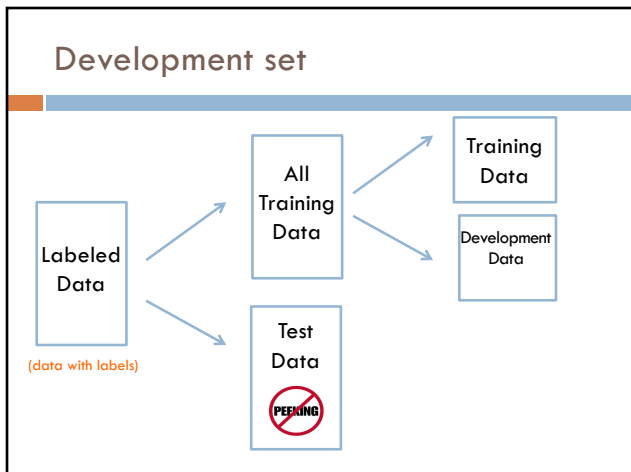 Development set
Labeled
Data
(data with labels)
All
Training
Data
Test
Data
PEEKING
Training
Data
Development
Data